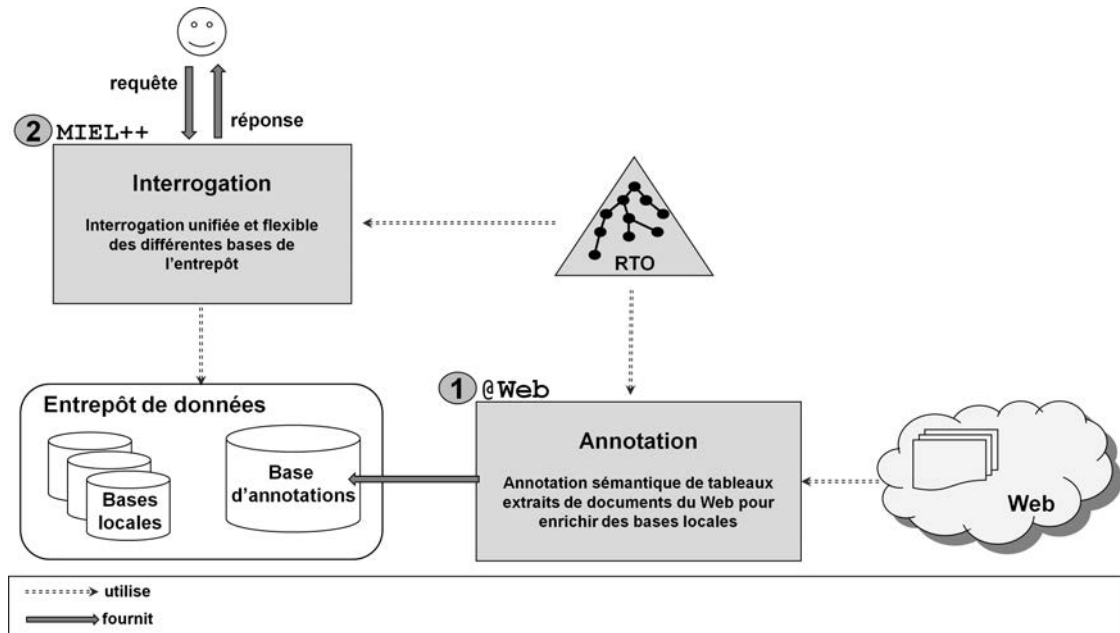 requête
réponse
2 MIEL++
Interrogation
Interrogation unifiée et flexible
des différentes bases de
l'entrepôt
RTO
1 @Web
Entrepôt de données
Bases
locales
Base
d'annotations
Annotation
Annotation sémantique de tableaux
extraits de documents du Web pour
enrichir des bases locales
Web
utilise
fournit